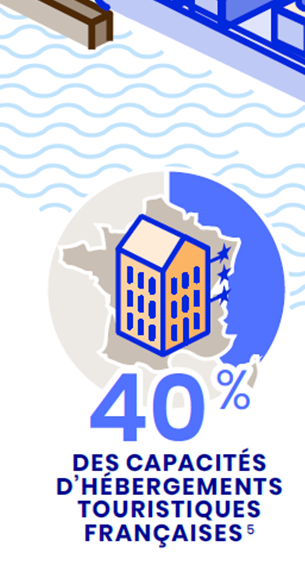 40%
DES CAPACITÉS
D'HÉBERGEMENTS
TOURISTIQUES
FRANÇAISES⁵